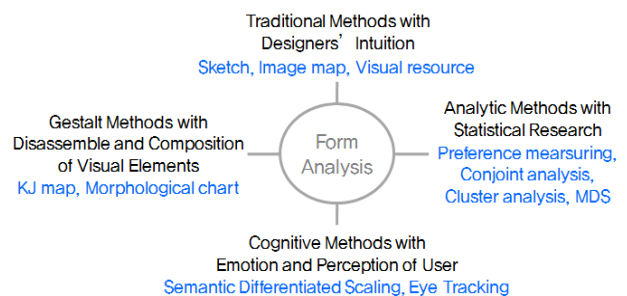 Traditional Methods with
Designers' Intuition
Sketch, Image map, Visual resource
Gestalt Methods with
Disassemble and Composition
of Visual Elements
KJ map, Morphological chart
Form
Analysis
Analytic Methods with
Statistical Research
Preference mearsuring,
Conjoint analysis,
Cluster analysis, MDS
Cognitive Methods with
Emotion and Perception of User
Semantic Differentiated Scaling, Eye Tracking